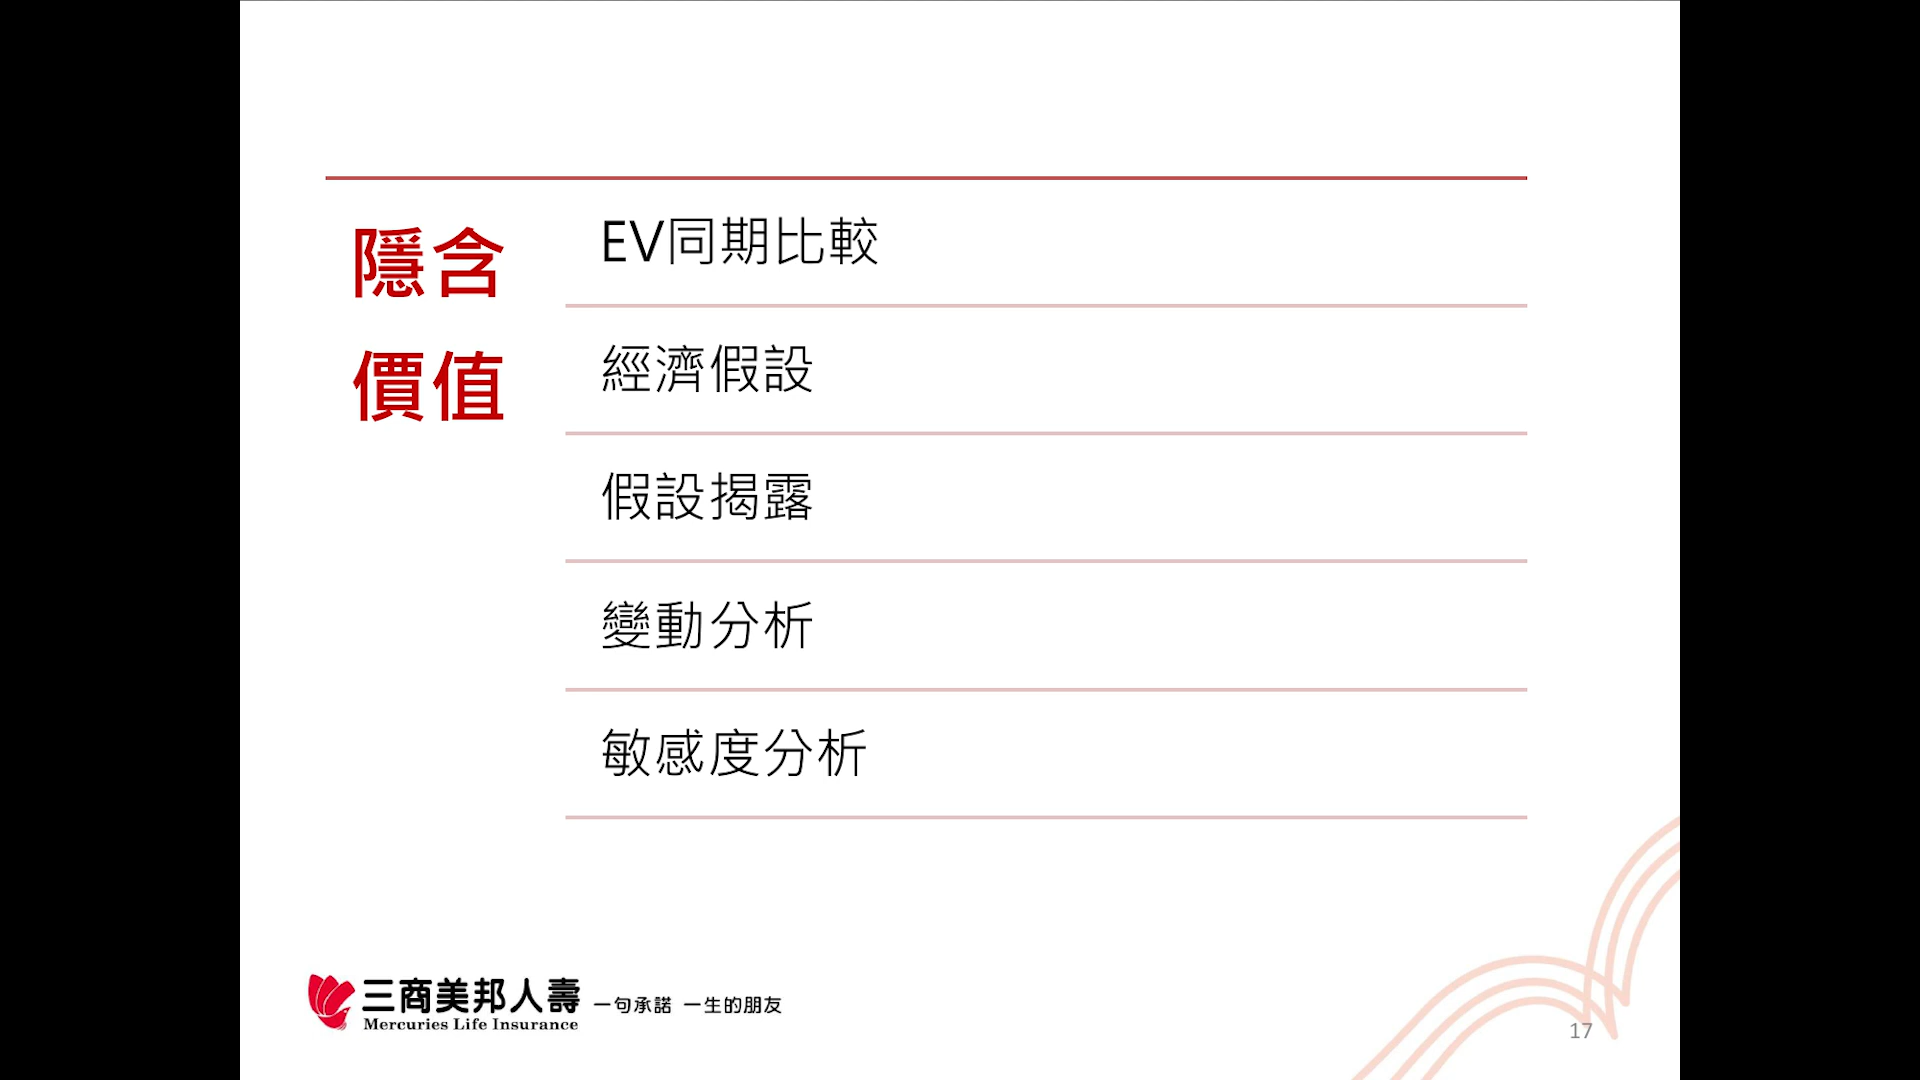 隱含
價值
EV同期比較
經濟假設
假設揭露
變動分析
敏感度分析
三商美邦人壽 一句承諾 一生的朋友
Mercuries Life Insurance
17